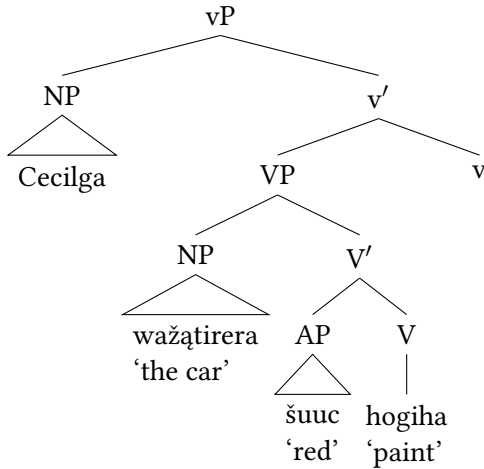 vP
NP v′
Cecilga VP v
NP V′
wažątirera AP V
‘the car’ šuuc hogiha
‘red’ ‘paint’